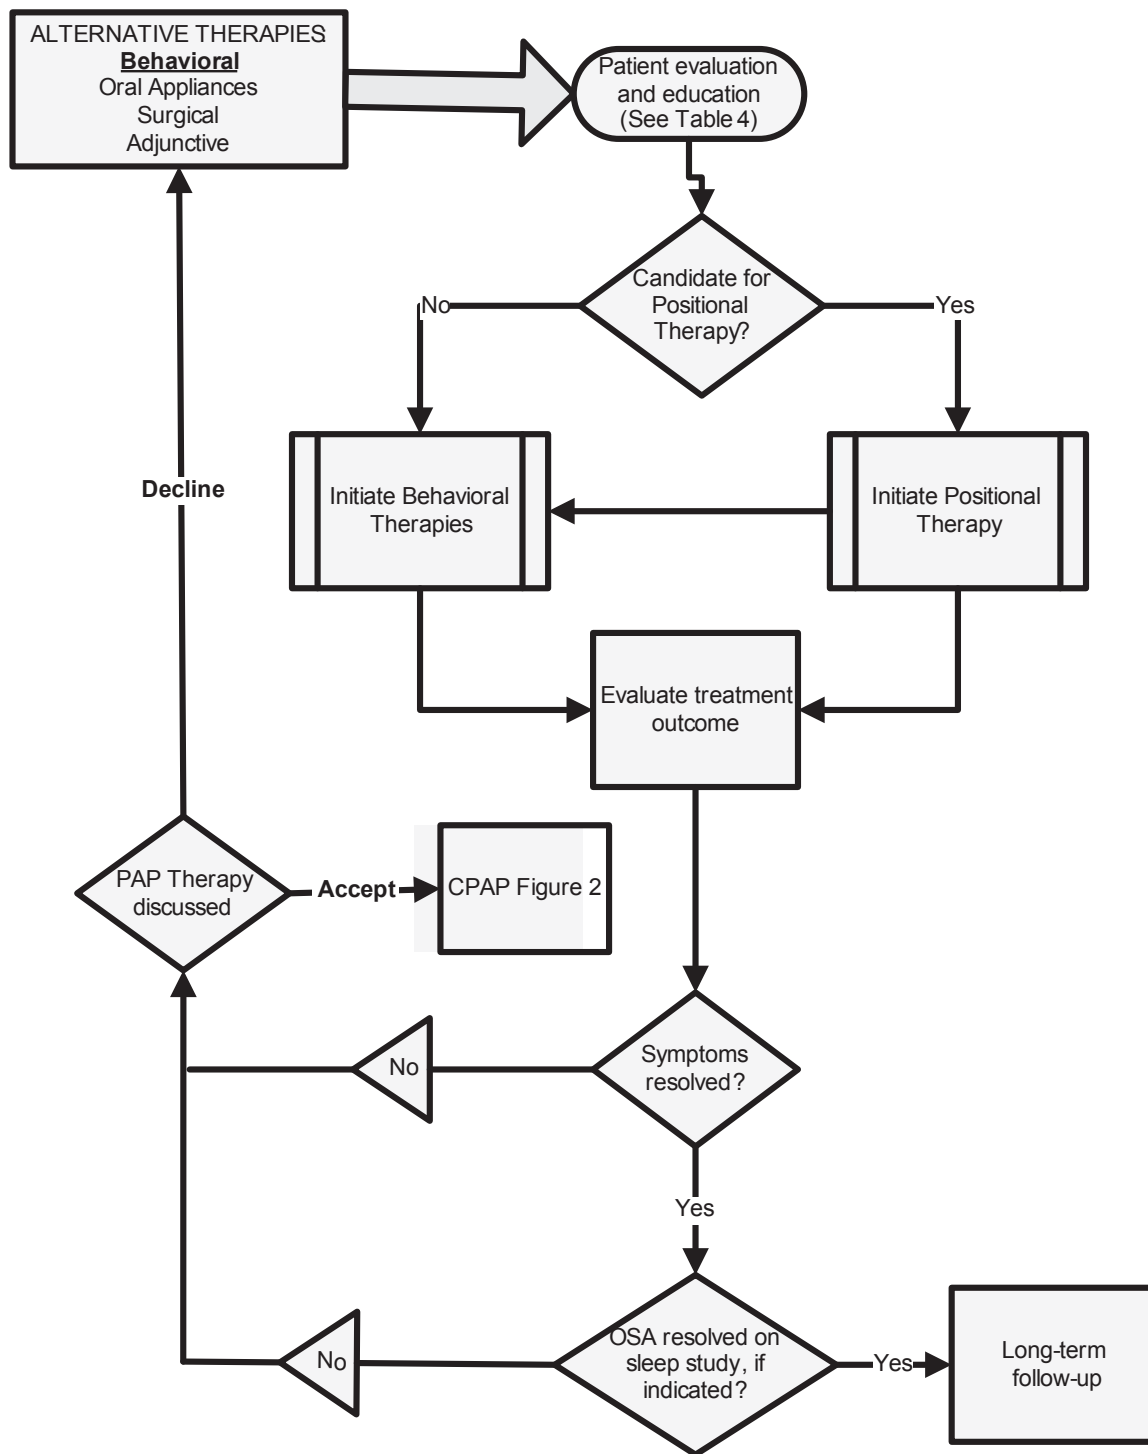 ALTERNATIVE THERAPIES:
Behavioral
Oral Appliances
Surgical
Adjunctive
Patient evaluation
and education
(See Table 4)
Candidate for
Positional
Therapy?
No
Yes
Initiate Behavioral
Therapies
Initiate Positional
Therapy
Decline
Evaluate treatment
outcome
PAP Therapy
discussed
Accept
CPAP Figure 2
Symptoms
resolved?
No
Yes
OSA resolved on
sleep study, if
indicated?
No
Yes
Long-term
follow-up